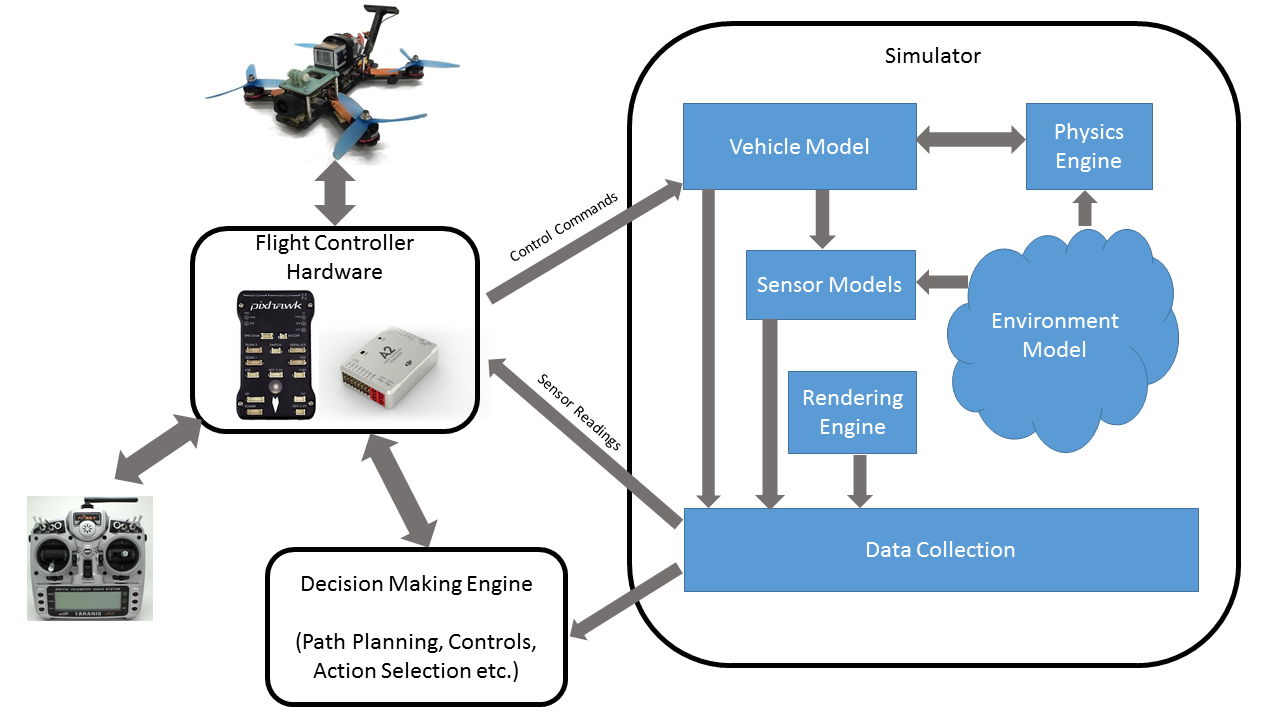 Simulator
Vehicle Model
Physics
Engine
Control Commands
Flight Controller
Hardware
pixhawk
A2
Sensor Models
Environment
Model
Rendering
Engine
Sensor Readings
Data Collection
TARANIS
Decision Making Engine
(Path Planning, Controls,
Action Selection etc.)